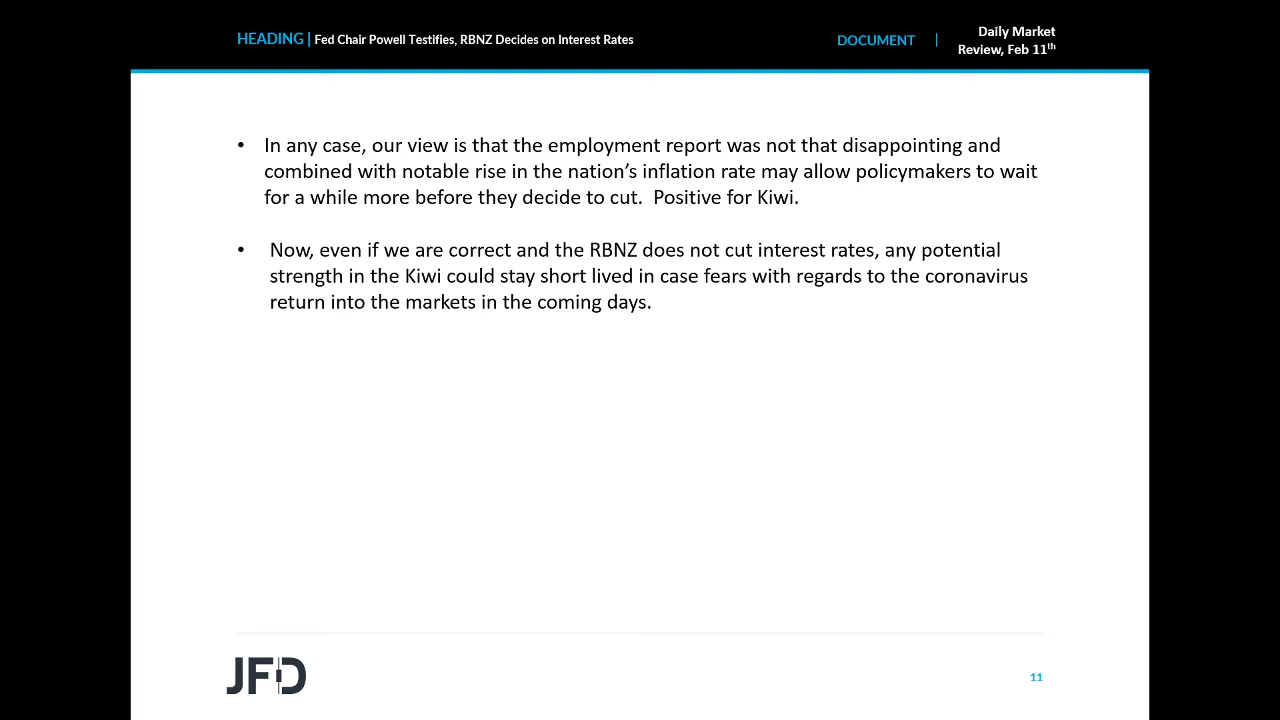 HEADING | Fed Chair Powell Testifies, RBNZ Decides on Interest Rates
DOCUMENT |
Daily Market
Review, Feb 11th
• In any case, our view is that the employment report was not that disappointing and
combined with notable rise in the nation’s inflation rate may allow policymakers to wait
for a while more before they decide to cut.  Positive for Kiwi.
• Now, even if we are correct and the RBNZ does not cut interest rates, any potential
strength in the Kiwi could stay short lived in case fears with regards to the coronavirus
return into the markets in the coming days.
JFD
11